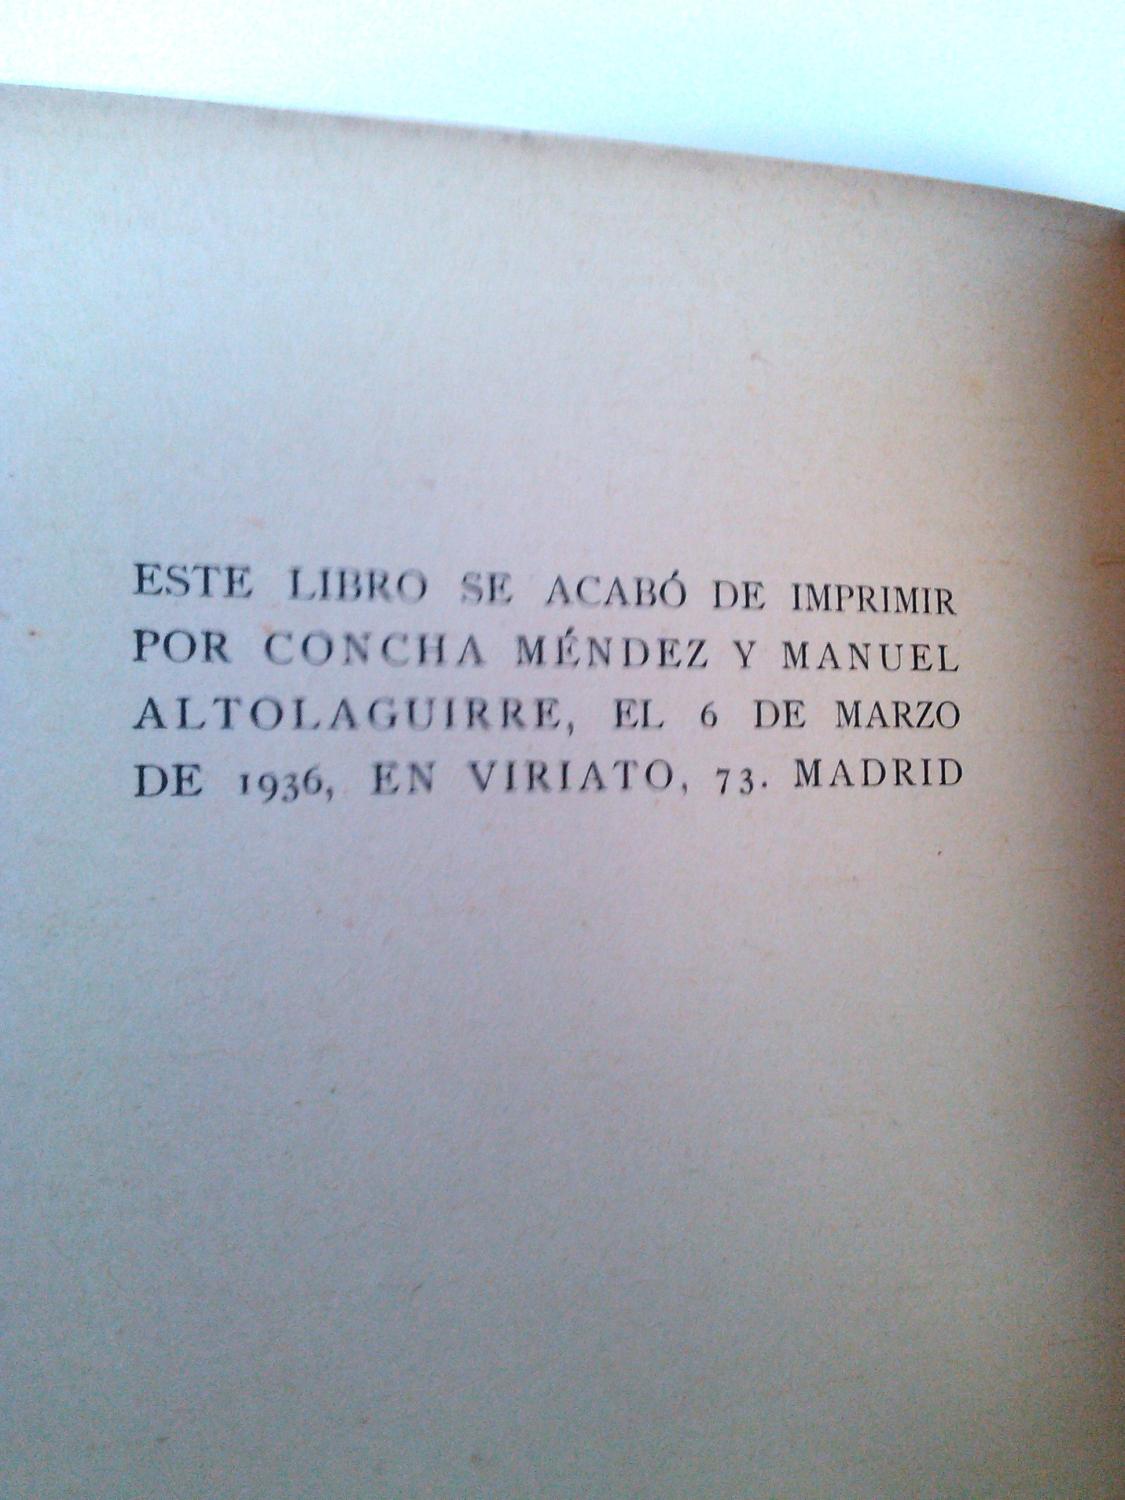 ESTE LIBRO SE ACABÓ DE IMPRIMIR
POR CONCHA MÉNDEZ Y MANUEL
ALTOLAGUIRRE, EL 6 DE MARZO
DE 1936, EN VIRIATO, 73. MADRID